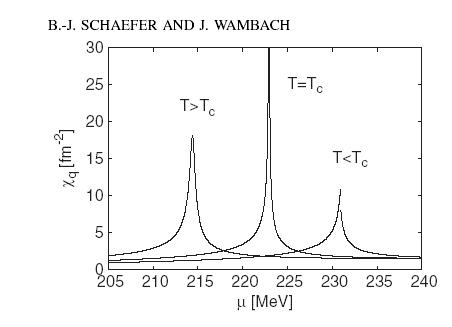 B.-J. SCHAEFER AND J. WAMBACH
30
25
20
15
10
5
0
χq [fm-2]
T>Tc
T=Tc
T<Tc
205 210 215 220 225 230 235 240
μ [MeV]